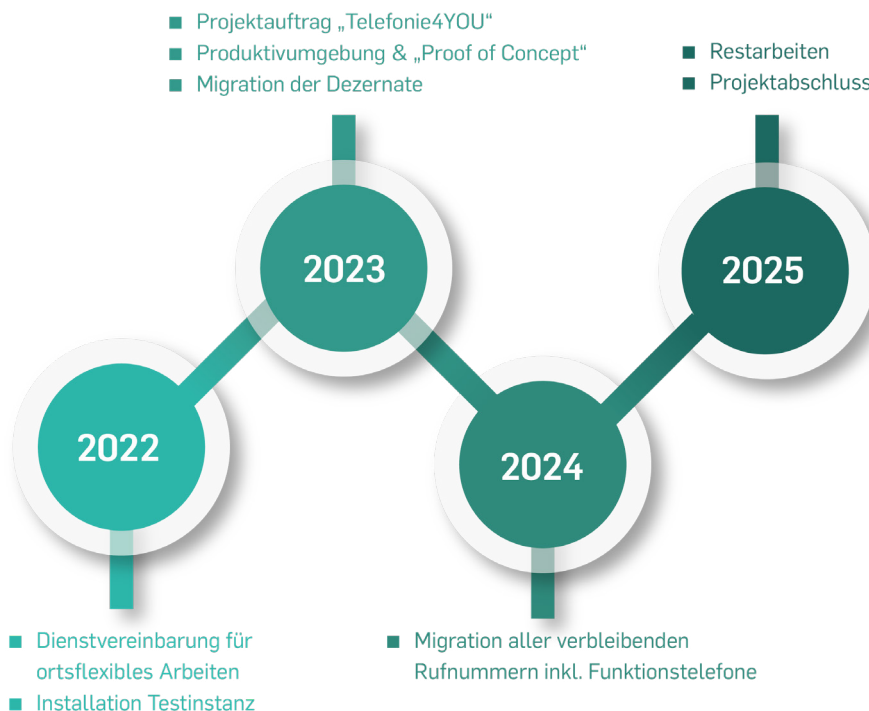 ■ Projektauftrag „Telefonie4YOU“
■ Produktivumgebung & „Proof of Concept“
■ Migration der Dezernate
■ Restarbeiten
■ Projektabschluss
2023
2025
2022
2024
■ Dienstvereinbarung für
ortsflexibles Arbeiten
■ Installation Testinstanz
■ Migration aller verbleibenden
Rufnummern inkl. Funktionstelefone